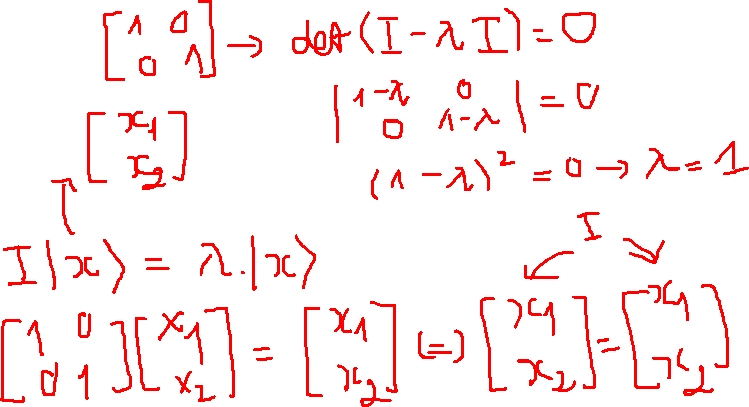 [1 0; 0 1] → det(I - λI) = 0
|1-λ 0; 0 1-λ| = 0
[x1; x2]
(1 - λ)² = 0 → λ = 1
I
I|x⟩ = λ.|x⟩
[1 0; 0 1] [x1; x2] = [x1; x2] (=) [x1; x2] = [x1; x2]